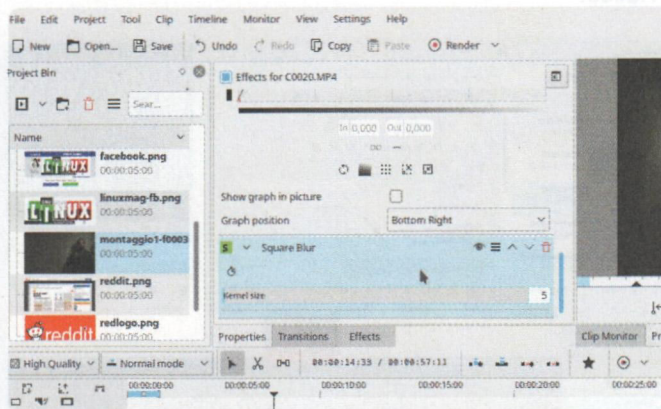 File Edit Project Tool Clip Timeline Monitor View Settings Help
New Open... Save Undo Redo Copy Paste Render
Project Bin
Sear...
Name
facebook.png
00:00:05:00
linuxmag-fb.png
00:00:05:00
montaggio1-f0003
00:00:05:00
reddit.png
00:00:05:00
redlogo.png
00:00:05:00
LINUX
LINUX
reddit
Effects for C0020.MP4
In 0,000 Out 0,000
Show graph in picture
Graph position Bottom Right
S Square Blur
Kernel size 5
Properties Transitions Effects
Clip Monitor Pr
High Quality Normal mode 00:00:14:33 / 00:00:57:11
00:00:00:00 00:00:05:00 00:00:10:00 00:00:15:00 00:00:20:00 00:00:25:00